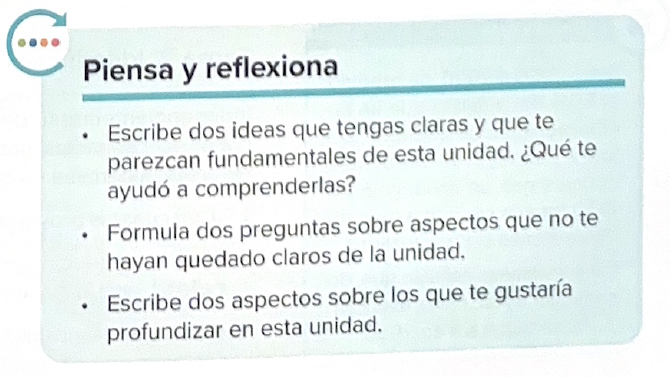 Piensa y reflexiona
• Escribe dos ideas que tengas claras y que te
parezcan fundamentales de esta unidad. ¿Qué te
ayudó a comprenderlas?
• Formula dos preguntas sobre aspectos que no te
hayan quedado claros de la unidad.
• Escribe dos aspectos sobre los que te gustaría
profundizar en esta unidad.